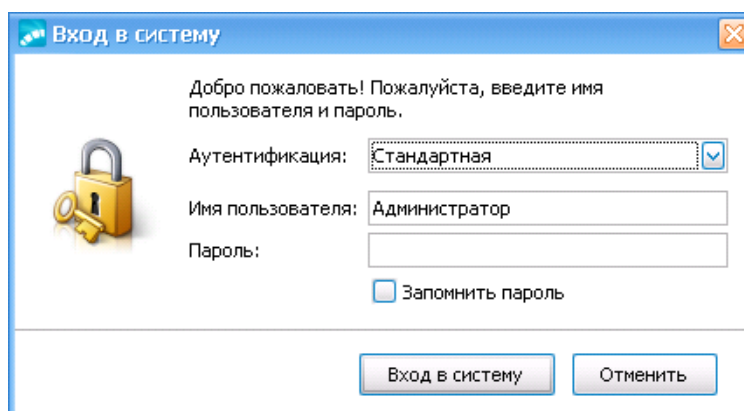 Вход в систему
Добро пожаловать! Пожалуйста, введите имя
пользователя и пароль.
Аутентификация: Стандартная
Имя пользователя: Администратор
Пароль:
Запомнить пароль
Вход в систему Отменить